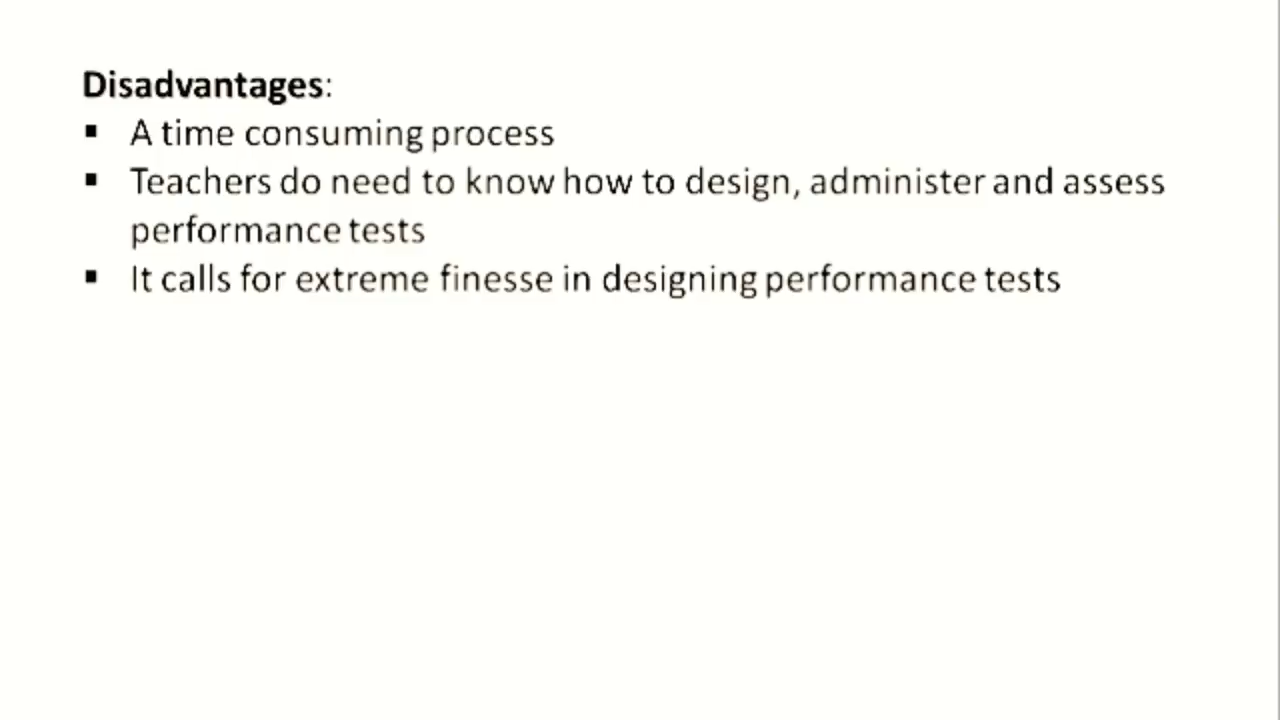 Disadvantages:
▪ A time consuming process
▪ Teachers do need to know how to design, administer and assess
performance tests
▪ It calls for extreme finesse in designing performance tests